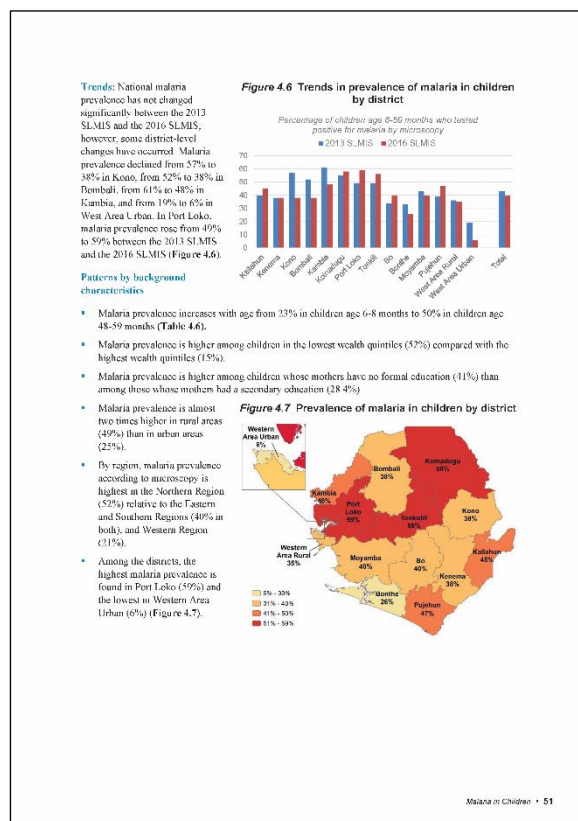 Trends: National malaria
prevalence has not changed
significantly between the 2013
SLMIS and the 2016 SLMIS;
however, some district-level
changes have occurred. Malaria
prevalence declined from 57% to
38% in Kono, from 52% to 38% in
Bombali, from 61% to 48% in
Kambia, and from 19% to 6% in
West Area Urban. In Port Loko,
malaria prevalence rose from 49%
to 59% between the 2013 SLMIS
and the 2016 SLMIS (Figure 4.6).
Figure 4.6 Trends in prevalence of malaria in children
by district
Percentage of children age 6-59 months who tested
positive for malaria by microscopy
2013 SLMIS 2016 SLMIS
70
60
50
40
30
20
10
0
Kailahun
Kenema
Kono
Bombali
Kambia
Koinadugu
Port Loko
Tonkilil
Bo
Bonthe
Moyamba
Pujehun
West Area Rural
West Area Urban
Total
Patterns by background
characteristics
▪ Malaria prevalence increases with age from 23% in children age 6-8 months to 50% in children age
48-59 months (Table 4.6).
▪ Malaria prevalence is higher among children in the lowest wealth quintiles (52%) compared with the
highest wealth quintiles (15%).
▪ Malaria prevalence is higher among children whose mothers have no formal education (41%) than
among those whose mothers had a secondary education (28.4%)
▪ Malaria prevalence is almost
two times higher in rural areas
(49%) than in urban areas
(25%).
▪ By region, malaria prevalence
according to microscopy is
highest in the Northern Region
(52%) relative to the Eastern
and Southern Regions (40% in
both), and Western Region
(21%).
▪ Among the districts, the
highest malaria prevalence is
found in Port Loko (59%) and
the lowest in Western Area
Urban (6%) (Figure 4.7).
Figure 4.7 Prevalence of malaria in children by district
Western
Area Urban
6%
Koinadugu
58%
Bombali
38%
Kambia
48%
Port
Loko
59%
Tonkolili
56%
Kono
38%
Western
Area Rural
35%
Moyamba
40%
Bo
40%
Kailahun
45%
Kenema
38%
Bonthe
26%
Pujehun
47%
6% - 30%
31% - 40%
41% - 50%
51% - 59%
Malaria in Children • 51